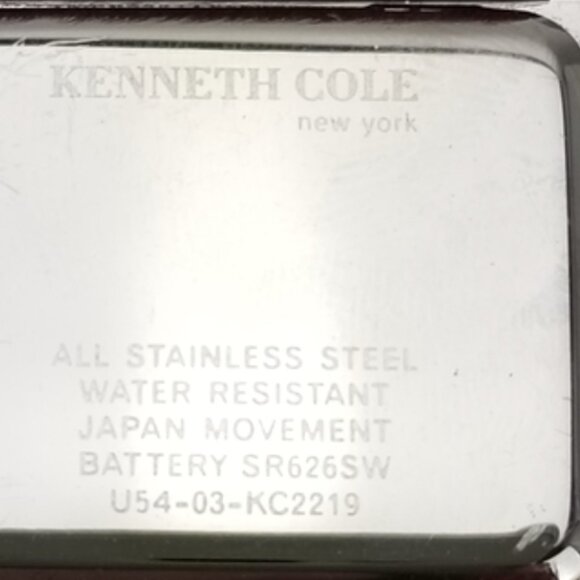 KENNETH COLE
new york
ALL STAINLESS STEEL
WATER RESISTANT
JAPAN MOVEMENT
BATTERY SR626SW
U54-03-KC2219